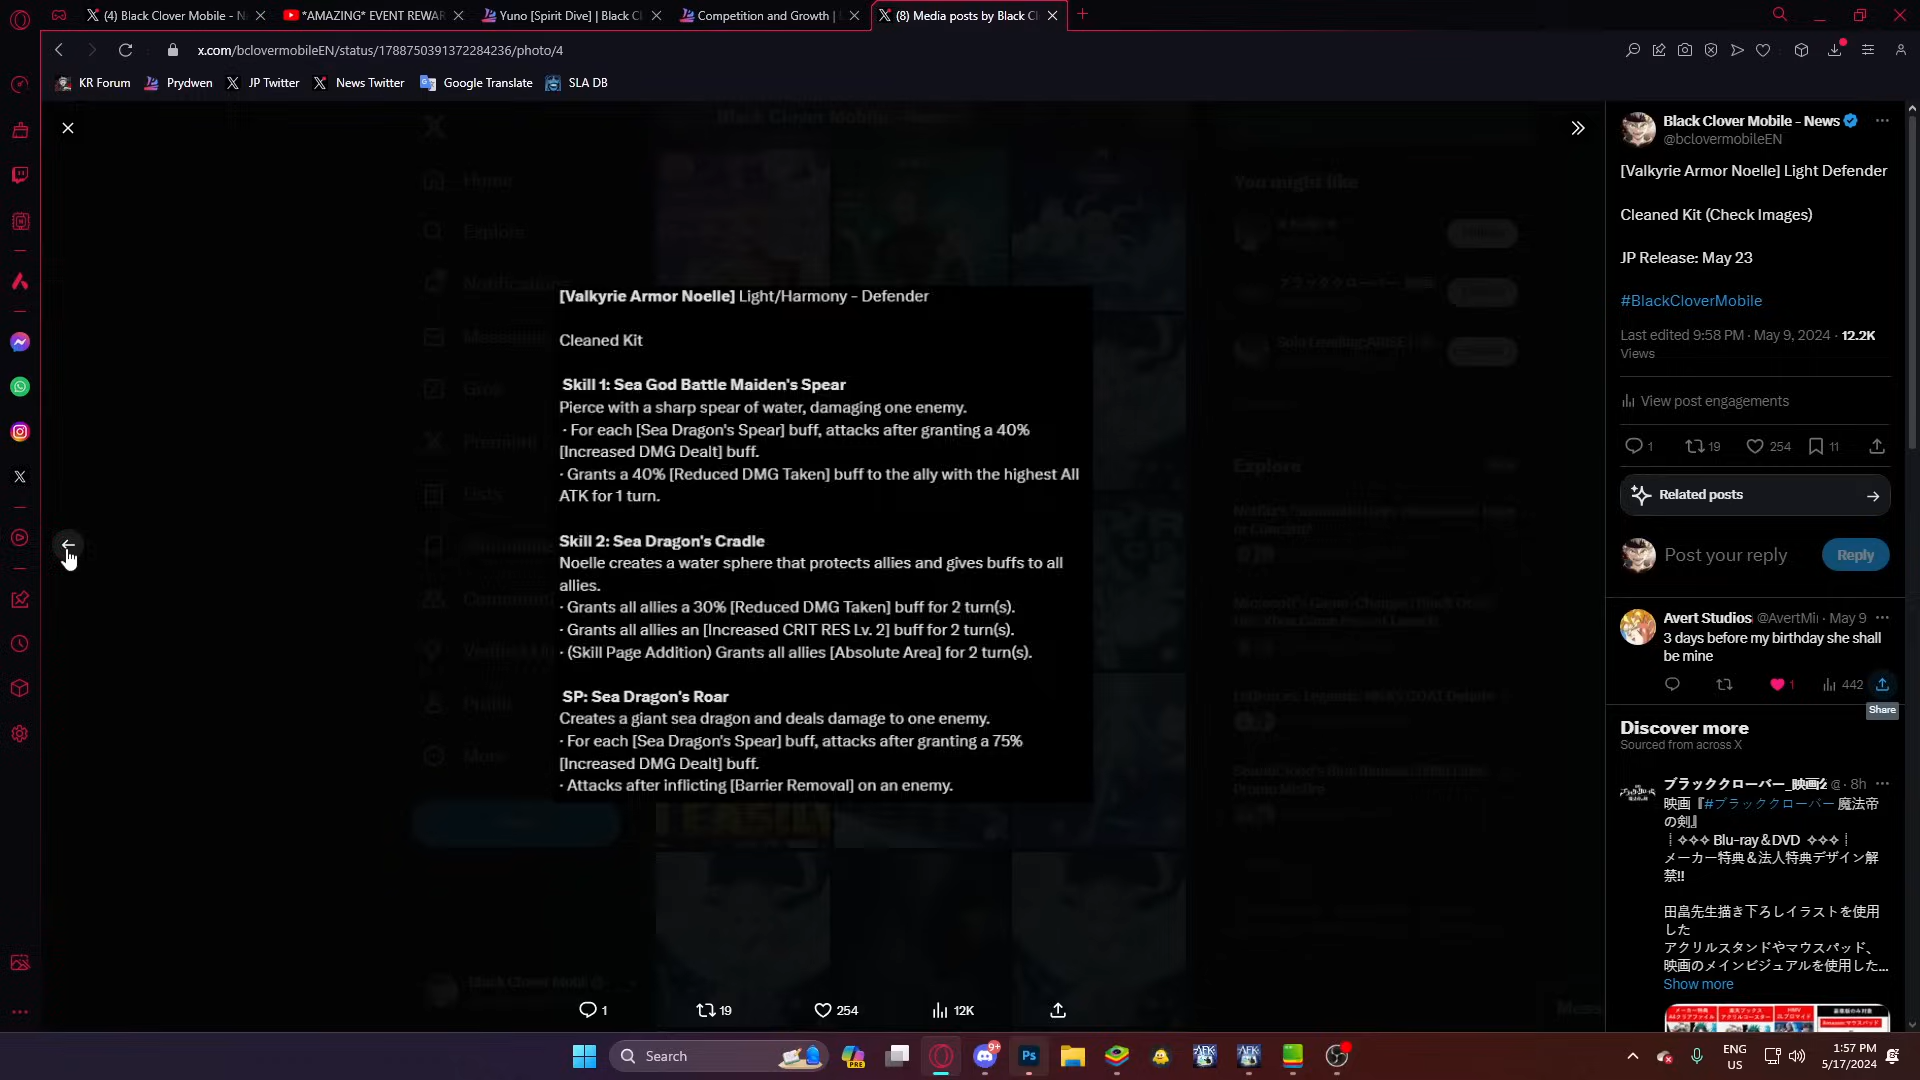 (4) Black Clover Mobile - N
*AMAZING* EVENT REWAR
Yuno [Spirit Dive] | Black Cl
Competition and Growth |
(8) Media posts by Black Cl
x.com/bclovermobileEN/status/1788750391372284236/photo/4
KR Forum
Prydwen
JP Twitter
News Twitter
Google Translate
SLA DB
[Valkyrie Armor Noelle] Light/Harmony - Defender
Cleaned Kit
Skill 1: Sea God Battle Maiden's Spear
Pierce with a sharp spear of water, damaging one enemy.
· For each [Sea Dragon's Spear] buff, attacks after granting a 40%
[Increased DMG Dealt] buff.
· Grants a 40% [Reduced DMG Taken] buff to the ally with the highest All
ATK for 1 turn.
Skill 2: Sea Dragon's Cradle
Noelle creates a water sphere that protects allies and gives buffs to all
allies.
· Grants all allies a 30% [Reduced DMG Taken] buff for 2 turn(s).
· Grants all allies an [Increased CRIT RES Lv. 2] buff for 2 turn(s).
· (Skill Page Addition) Grants all allies [Absolute Area] for 2 turn(s).
SP: Sea Dragon's Roar
Creates a giant sea dragon and deals damage to one enemy.
· For each [Sea Dragon's Spear] buff, attacks after granting a 75%
[Increased DMG Dealt] buff.
· Attacks after inflicting [Barrier Removal] on an enemy.
1 19 254 12K
Black Clover Mobile - News
@bclovermobileEN
[Valkyrie Armor Noelle] Light Defender
Cleaned Kit (Check Images)
JP Release: May 23
#BlackCloverMobile
Last edited 9:58 PM · May 9, 2024 · 12.2K
Views
View post engagements
1 19 254 11
Related posts
Post your reply
Reply
Avert Studios @AvertMi · May 9
3 days before my birthday she shall
be mine
1 442
Share
Discover more
Sourced from across X
ブラッククローバー_映画 @ · 8h
映画『#ブラッククローバー 魔法帝
の剣』
┊✧✧✧ Blu-ray＆DVD ✧✧✧┊
メーカー特典＆法人特典デザイン解
禁‼
田畠先生描き下ろしイラストを使用
した
アクリルスタンドやマウスパッド、
映画のメインビジュアルを使用した...
Show more
Home
Explore
You might like
Explore
Search
PRE
9+
Ps
AFK
AFK
ENG
US
1:57 PM
5/17/2024